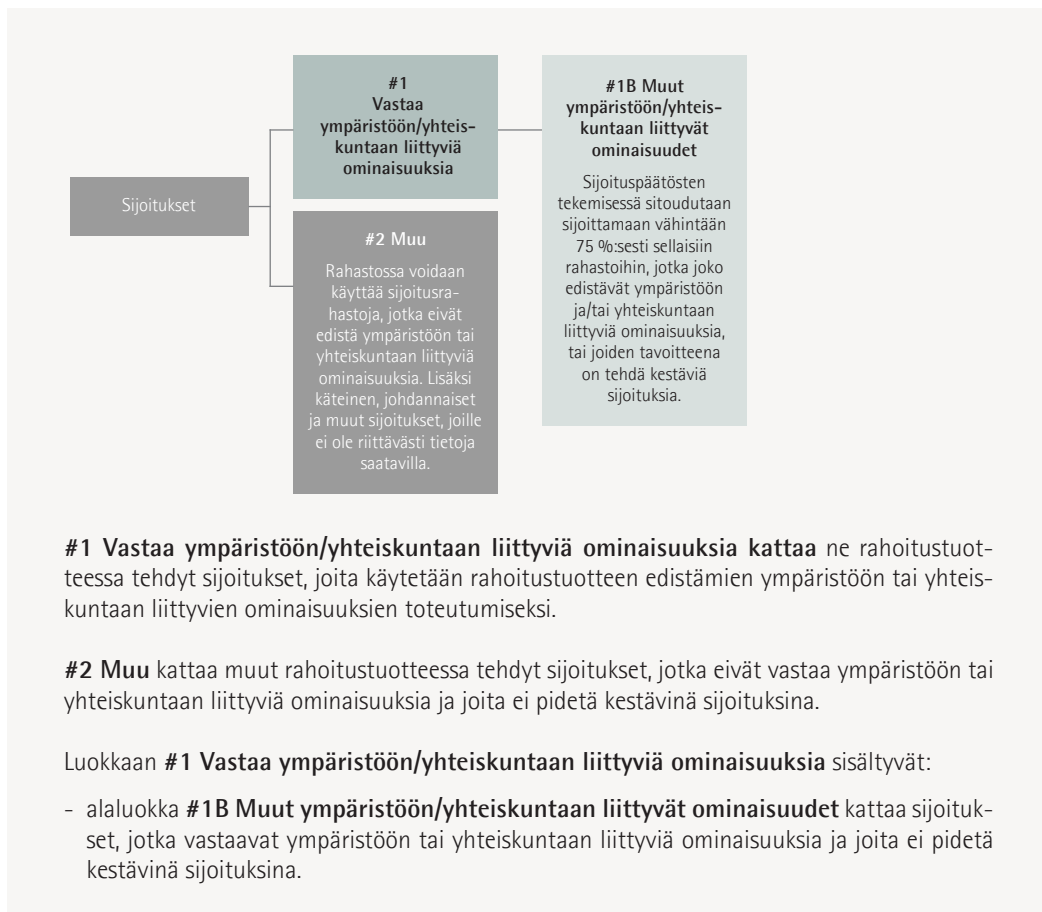 Sijoitukset
#1
Vastaa
ympäristöön/yhteis-
kuntaan liittyviä
ominaisuuksia
#2 Muu
Rahastossa voidaan
käyttää sijoitusra-
hastoja, jotka eivät
edistä ympäristöön tai
yhteiskuntaan liittyviä
ominaisuuksia. Lisäksi
käteinen, johdannaiset
ja muut sijoitukset, joille
ei ole riittävästi tietoja
saatavilla.
#1B Muut
ympäristöön/yhteis-
kuntaan liittyvät
ominaisuudet
Sijoituspäätösten
tekemisessä sitoudutaan
sijoittamaan vähintään
75 %:sesti sellaisiin
rahastoihin, jotka joko
edistävät ympäristöön
ja/tai yhteiskuntaan
liittyviä ominaisuuksia,
tai joiden tavoitteena
on tehdä kestäviä
sijoituksia.
#1 Vastaa ympäristöön/yhteiskuntaan liittyviä ominaisuuksia kattaa ne rahoitustuot-
teessa tehdyt sijoitukset, joita käytetään rahoitustuotteen edistämien ympäristöön tai yhteis-
kuntaan liittyvien ominaisuuksien toteutumiseksi.
#2 Muu kattaa muut rahoitustuotteessa tehdyt sijoitukset, jotka eivät vastaa ympäristöön tai
yhteiskuntaan liittyviä ominaisuuksia ja joita ei pidetä kestävinä sijoituksina.
Luokkaan #1 Vastaa ympäristöön/yhteiskuntaan liittyviä ominaisuuksia sisältyvät:
- alaluokka #1B Muut ympäristöön/yhteiskuntaan liittyvät ominaisuudet kattaa sijoituk-
set, jotka vastaavat ympäristöön tai yhteiskuntaan liittyviä ominaisuuksia ja joita ei pidetä
kestävinä sijoituksina.